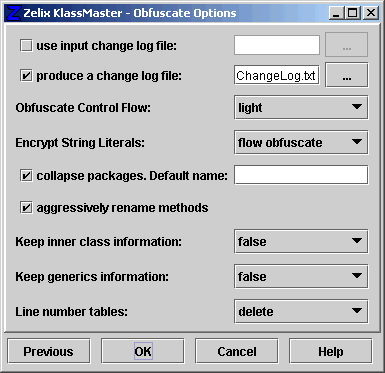 Zelix KlassMaster - Obfuscate Options
use input change log file:
...
produce a change log file: ChangeLog.txt ...
Obfuscate Control Flow: light
Encrypt String Literals: flow obfuscate
collapse packages. Default name:
aggressively rename methods
Keep inner class information: false
Keep generics information: false
Line number tables: delete
Previous OK Cancel Help